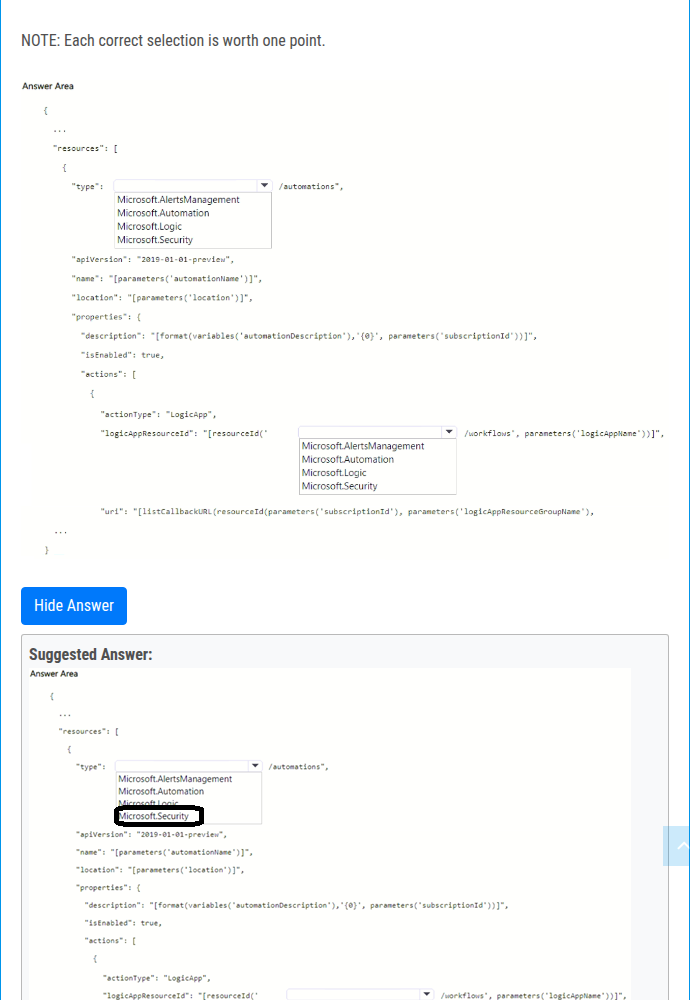 NOTE: Each correct selection is worth one point.
Answer Area
{
...
"resources": [
{
"type": /automations",
Microsoft.AlertsManagement
Microsoft.Automation
Microsoft.Logic
Microsoft.Security
"apiVersion": "2019-01-01-preview",
"name": "[parameters('automationName')]",
"location": "[parameters('location')]",
"properties": {
"description": "[format(variables('automationDescription'),'{0}', parameters('subscriptionId'))]",
"isEnabled": true,
"actions": [
{
"actionType": "LogicApp",
"logicAppResourceId": "[resourceId(' /workflows', parameters('logicAppName'))]",
Microsoft.AlertsManagement
Microsoft.Automation
Microsoft.Logic
Microsoft.Security
"uri": "[listCallbackURL(resourceId(parameters('subscriptionId'), parameters('logicAppResourceGroupName'),
...
}
Hide Answer
Suggested Answer:
Answer Area
{
...
"resources": [
{
"type": /automations",
Microsoft.AlertsManagement
Microsoft.Automation
Microsoft.Logic
Microsoft.Security
"apiVersion": "2019-01-01-preview",
"name": "[parameters('automationName')]",
"location": "[parameters('location')]",
"properties": {
"description": "[format(variables('automationDescription'),'{0}', parameters('subscriptionId'))]",
"isEnabled": true,
"actions": [
{
"actionType": "LogicApp",
"logicAppResourceId": "[resourceId(' /workflows', parameters('logicAppName'))]",